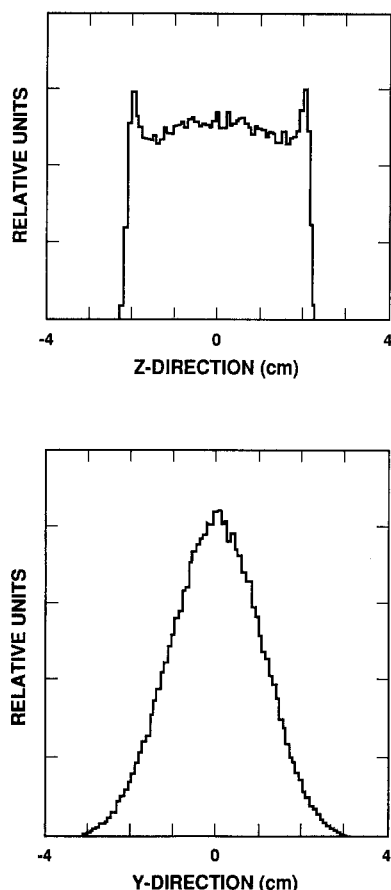 RELATIVE UNITS
-4
0
4
Z-DIRECTION (cm)
RELATIVE UNITS
-4
0
4
Y-DIRECTION (cm)